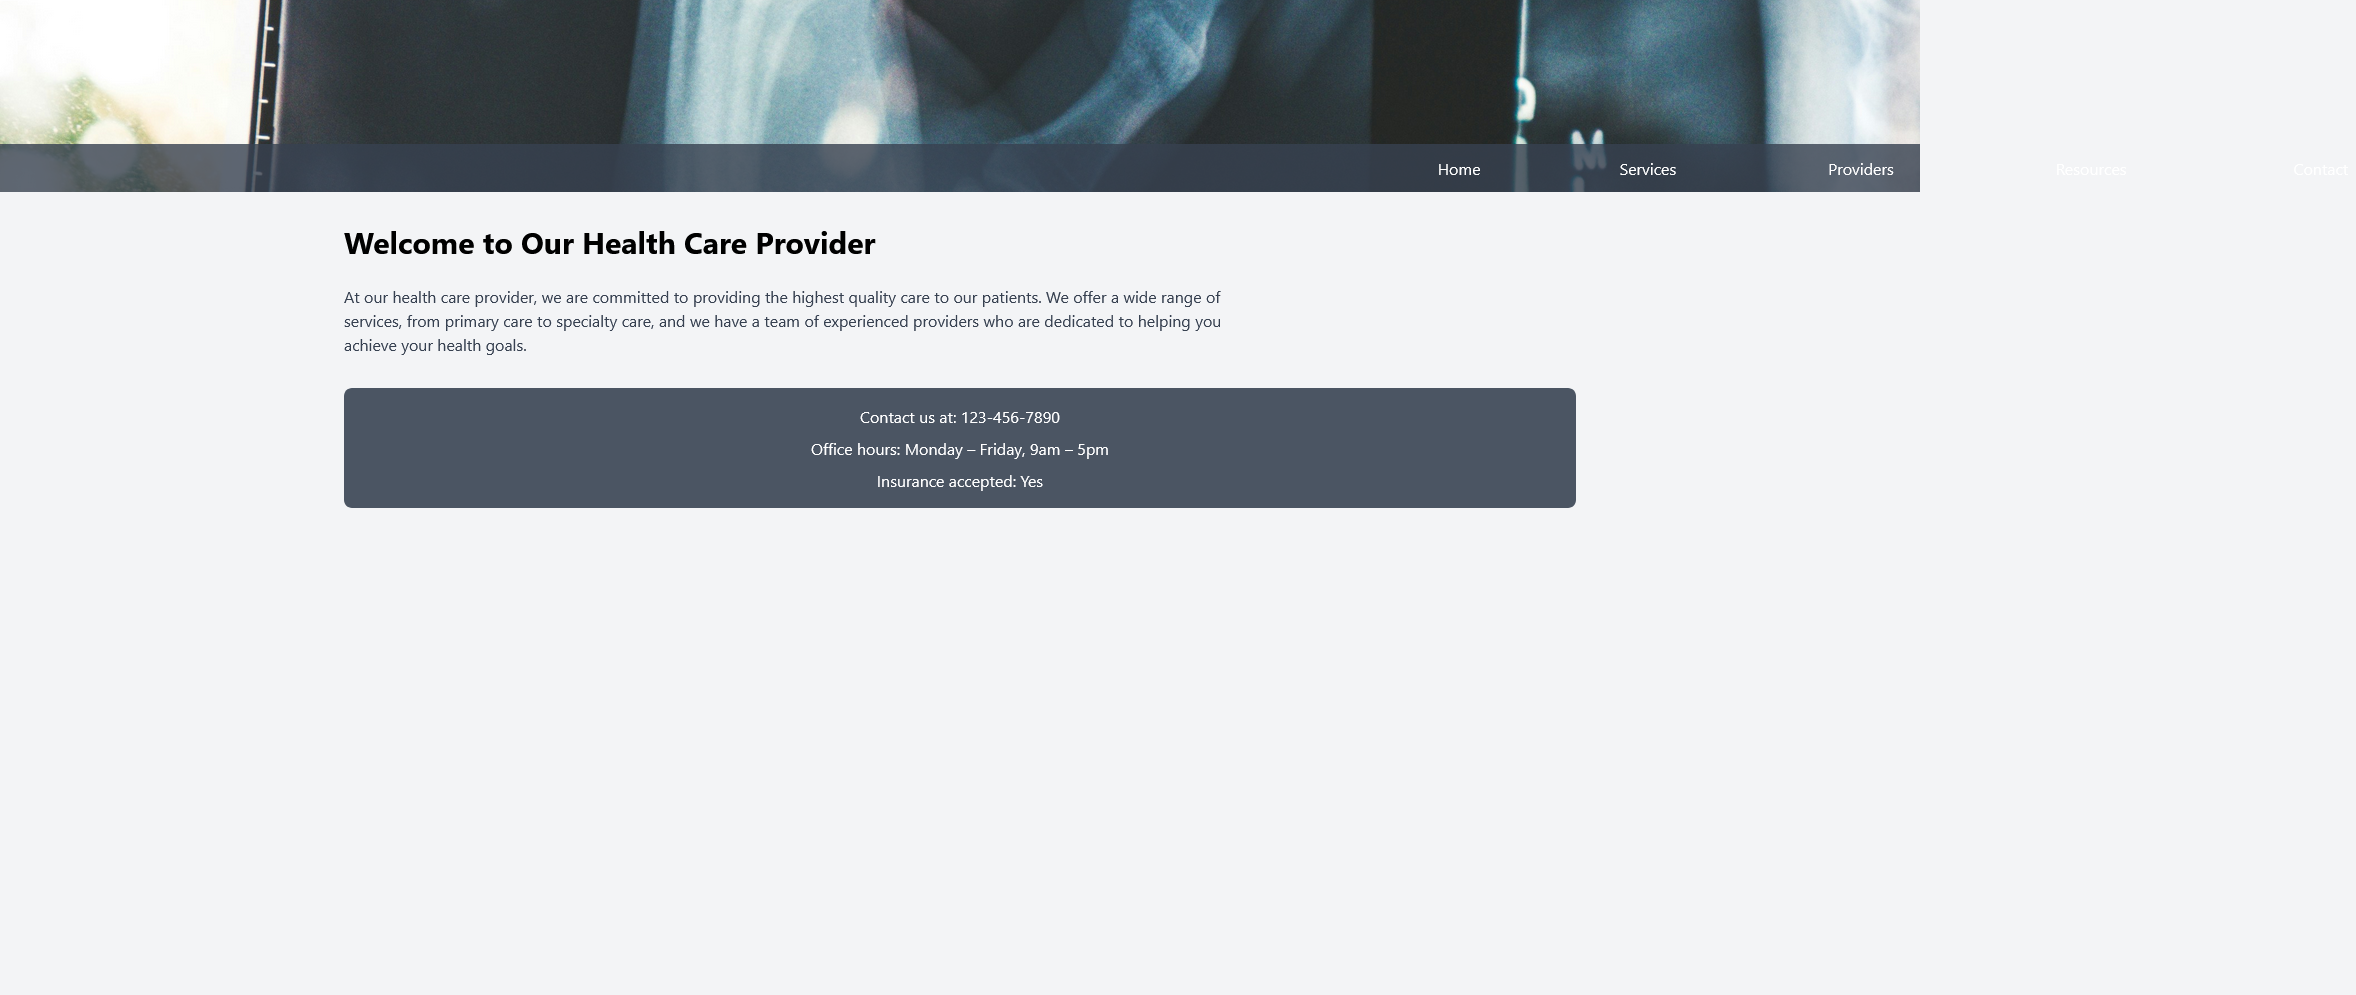 Home Services Providers Resources Contact
Welcome to Our Health Care Provider
At our health care provider, we are committed to providing the highest quality care to our patients. We offer a wide range of
services, from primary care to specialty care, and we have a team of experienced providers who are dedicated to helping you
achieve your health goals.
Contact us at: 123-456-7890
Office hours: Monday – Friday, 9am – 5pm
Insurance accepted: Yes